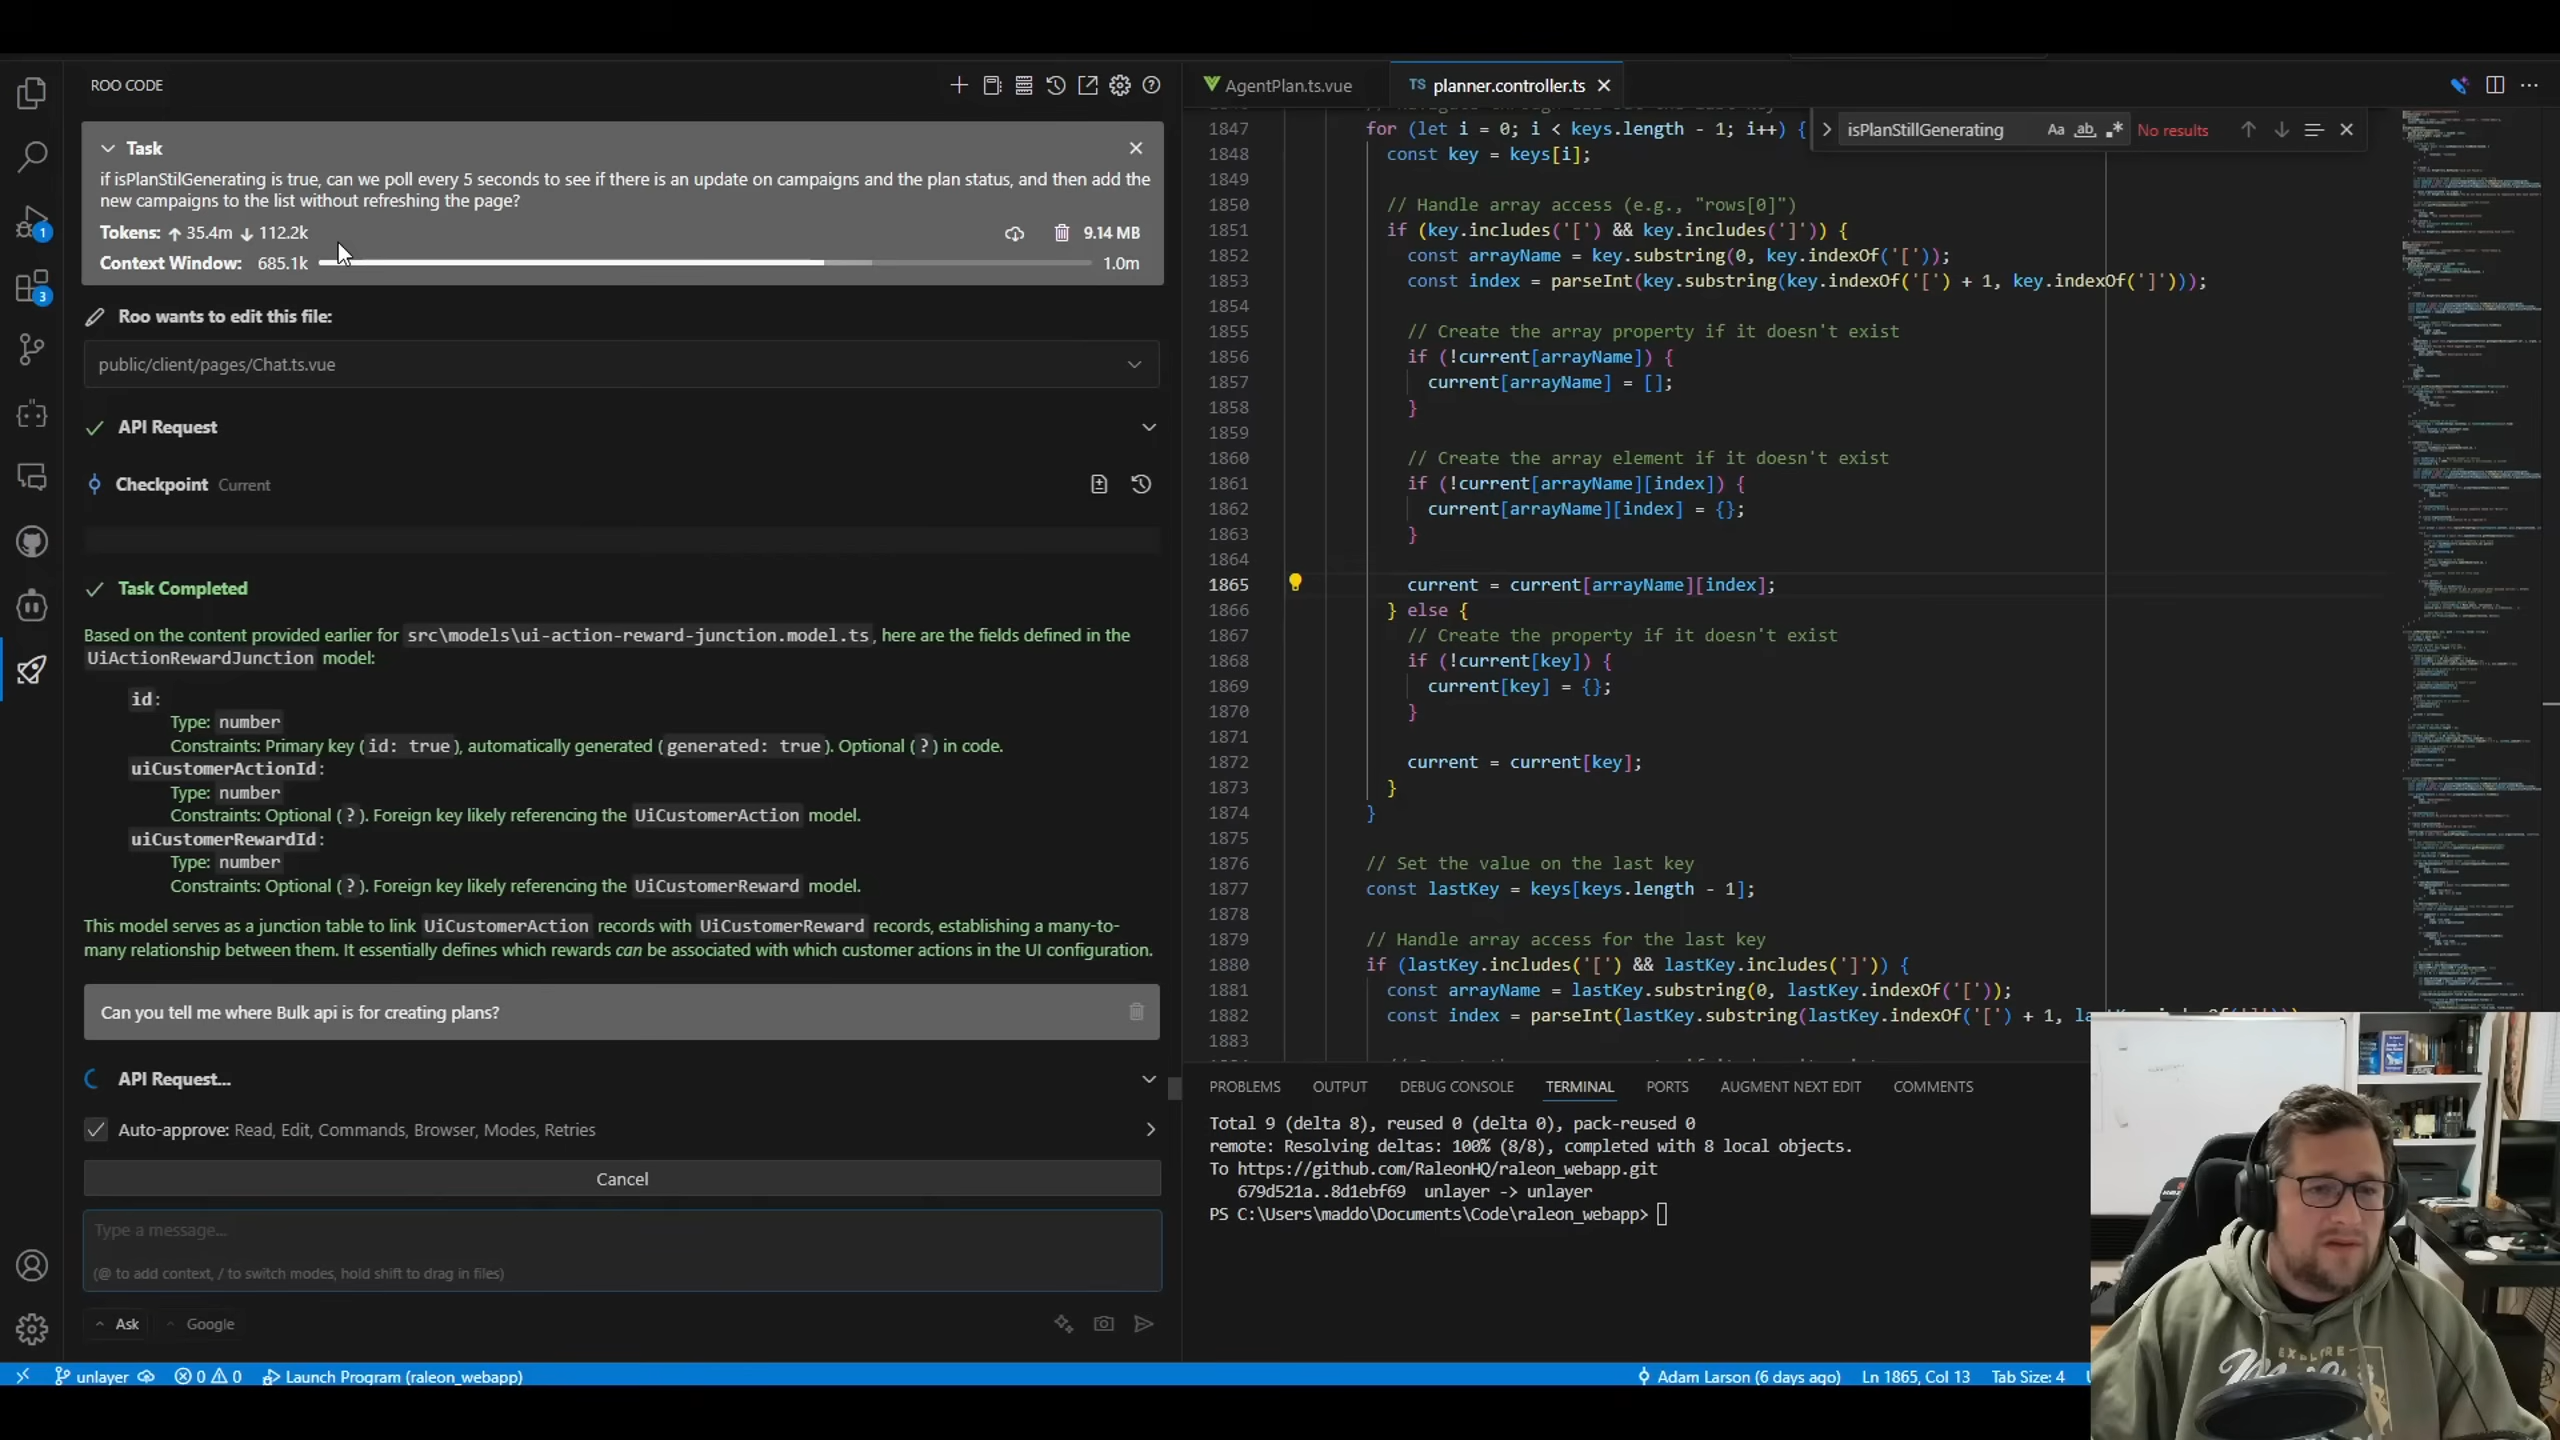 ROO CODE
Task
if isPlanStilGenerating is true, can we poll every 5 seconds to see if there is an update on campaigns and the plan status, and then add the
new campaigns to the list without refreshing the page?
Tokens: ↑ 35.4m ↓ 112.2k
9.14 MB
Context Window: 685.1k
1.0m
Roo wants to edit this file:
public/client/pages/Chat.ts.vue
API Request
Checkpoint Current
Task Completed
Based on the content provided earlier for src\models\ui-action-reward-junction.model.ts, here are the fields defined in the
UiActionRewardJunction model:
id:
Type: number
Constraints: Primary key (id: true), automatically generated (generated: true). Optional (?) in code.
uiCustomerActionId:
Type: number
Constraints: Optional (?). Foreign key likely referencing the UiCustomerAction model.
uiCustomerRewardId:
Type: number
Constraints: Optional (?). Foreign key likely referencing the UiCustomerReward model.
This model serves as a junction table to link UiCustomerAction records with UiCustomerReward records, establishing a many-to-
many relationship between them. It essentially defines which rewards can be associated with which customer actions in the UI configuration.
Can you tell me where Bulk api is for creating plans?
API Request...
Auto-approve: Read, Edit, Commands, Browser, Modes, Retries
Cancel
Type a message...
(@ to add context, / to switch modes, hold shift to drag in files)
Ask
Google
1
3
AgentPlan.ts.vue
TS planner.controller.ts
isPlanStillGenerating
Aa ab
No results
1847 for (let i = 0; i < keys.length - 1; i++) {
1848 const key = keys[i];
1849
1850 // Handle array access (e.g., "rows[0]")
1851 if (key.includes('[') && key.includes(']')) {
1852 const arrayName = key.substring(0, key.indexOf('['));
1853 const index = parseInt(key.substring(key.indexOf('[') + 1, key.indexOf(']')));
1854
1855 // Create the array property if it doesn't exist
1856 if (!current[arrayName]) {
1857 current[arrayName] = [];
1858 }
1859
1860 // Create the array element if it doesn't exist
1861 if (!current[arrayName][index]) {
1862 current[arrayName][index] = {};
1863 }
1864
1865 current = current[arrayName][index];
1866 } else {
1867 // Create the property if it doesn't exist
1868 if (!current[key]) {
1869 current[key] = {};
1870 }
1871
1872 current = current[key];
1873 }
1874 }
1875
1876 // Set the value on the last key
1877 const lastKey = keys[keys.length - 1];
1878
1879 // Handle array access for the last key
1880 if (lastKey.includes('[') && lastKey.includes(']')) {
1881 const arrayName = lastKey.substring(0, lastKey.indexOf('['));
1882 const index = parseInt(lastKey.substring(lastKey.indexOf('[') + 1,
1883
PROBLEMS OUTPUT DEBUG CONSOLE TERMINAL PORTS AUGMENT NEXT EDIT COMMENTS
Total 9 (delta 8), reused 0 (delta 0), pack-reused 0
remote: Resolving deltas: 100% (8/8), completed with 8 local objects.
To https://github.com/RaleonHQ/raleon_webapp.git
679d521a..8d1ebf69 unlayer -> unlayer
PS C:\Users\maddo\Documents\Code\raleon_webapp>
EXPLORE
unlayer 0 0 Launch Program (raleon_webapp)
Adam Larson (6 days ago) Ln 1865, Col 13 Tab Size: 4